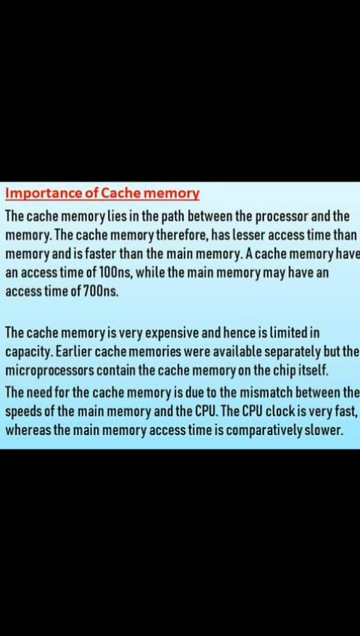 Importance of Cache memory
The cache memory lies in the path between the processor and the
memory. The cache memory therefore, has lesser access time than
memory and is faster than the main memory. A cache memory have
an access time of 100ns, while the main memory may have an
access time of 700ns.
The cache memory is very expensive and hence is limited in
capacity. Earlier cache memories were available separately but the
microprocessors contain the cache memory on the chip itself.
The need for the cache memory is due to the mismatch between the
speeds of the main memory and the CPU. The CPU clock is very fast,
whereas the main memory access time is comparatively slower.